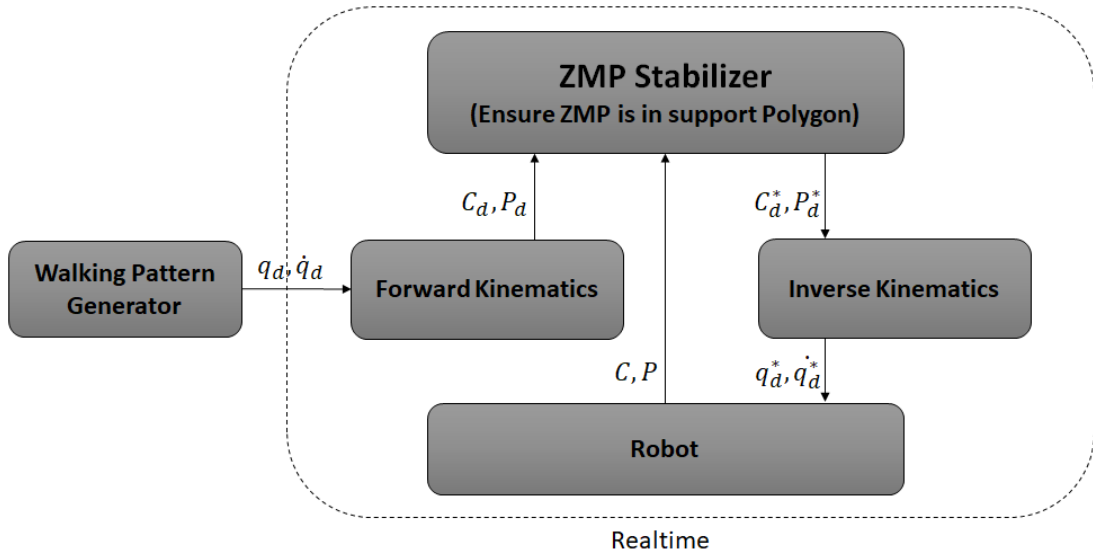 ZMP Stabilizer
(Ensure ZMP is in support Polygon)
C_d, P_d
C_d^*, P_d^*
Walking Pattern
Generator
q_d, q̇_d
Forward Kinematics
Inverse Kinematics
C, P
q_d^*, q̇_d^*
Robot
Realtime